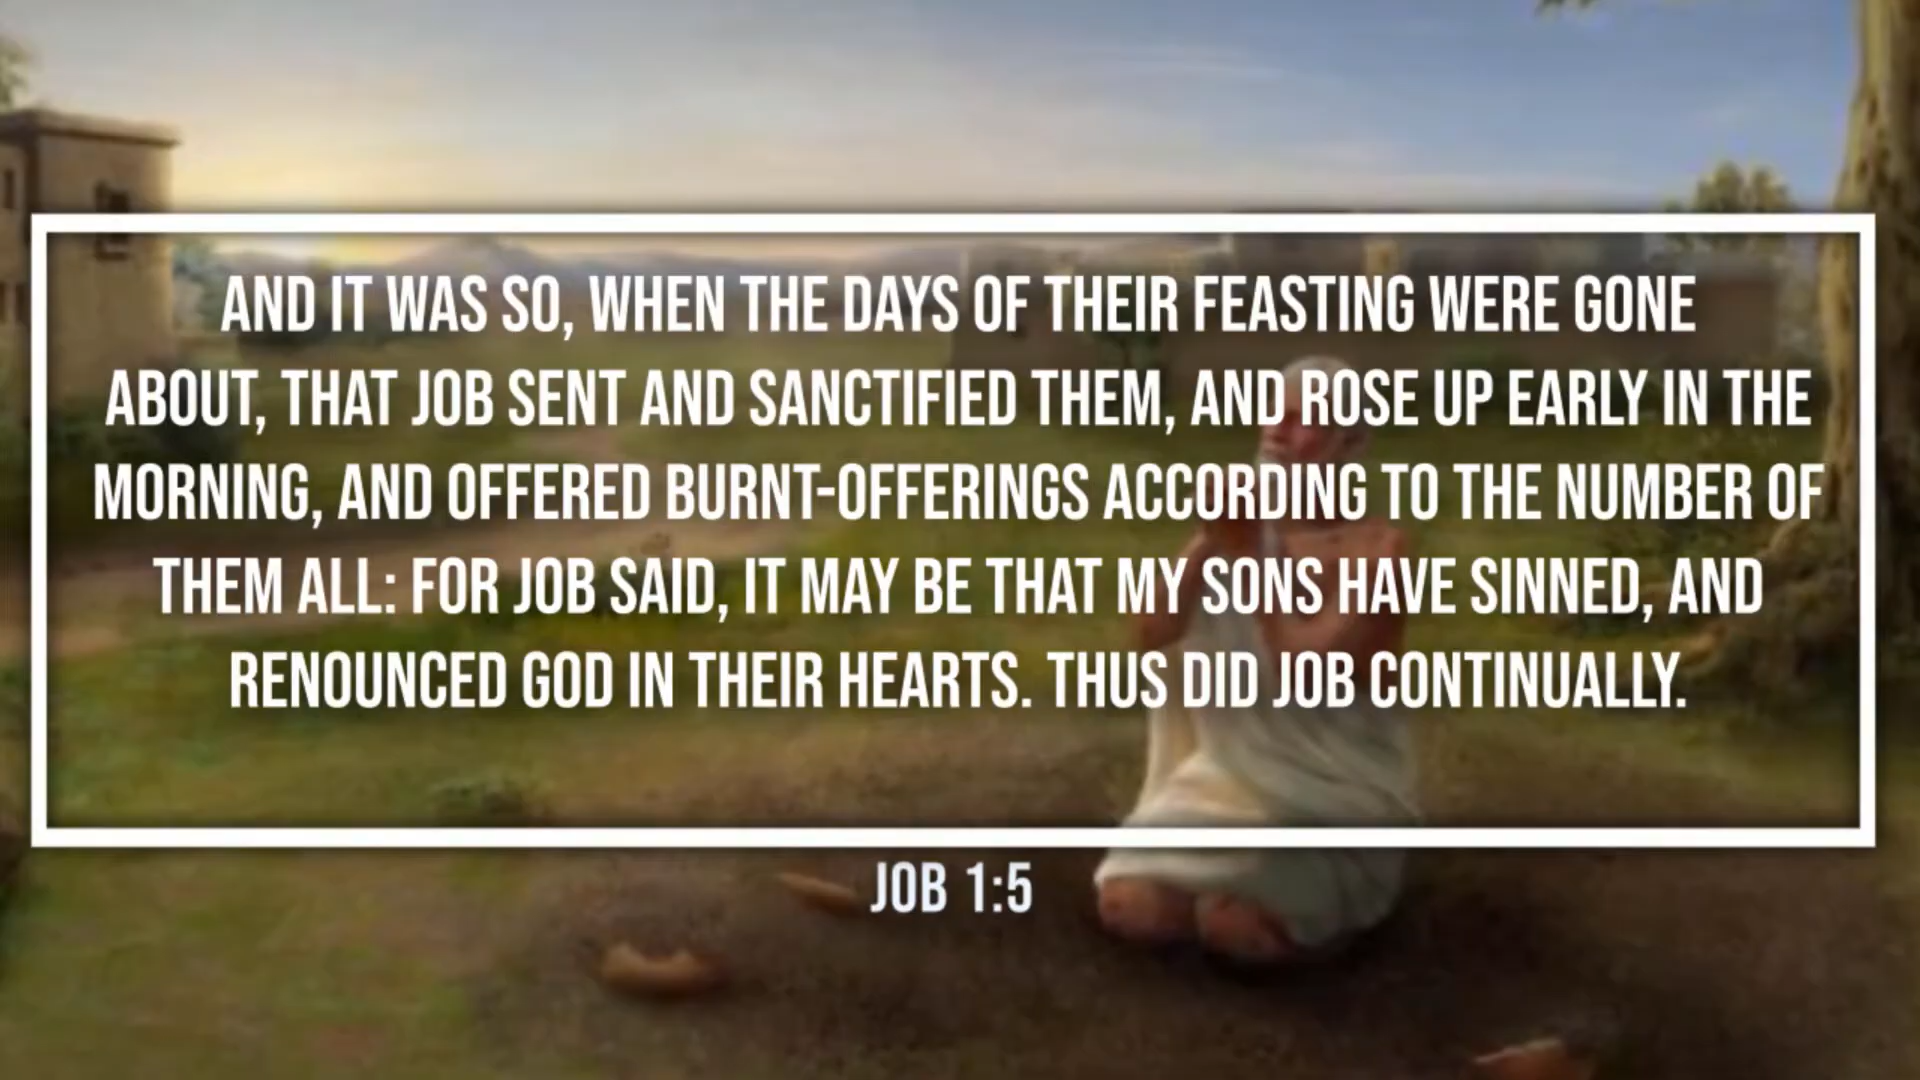 AND IT WAS SO, WHEN THE DAYS OF THEIR FEASTING WERE GONE
ABOUT, THAT JOB SENT AND SANCTIFIED THEM, AND ROSE UP EARLY IN THE
MORNING, AND OFFERED BURNT-OFFERINGS ACCORDING TO THE NUMBER OF
THEM ALL: FOR JOB SAID, IT MAY BE THAT MY SONS HAVE SINNED, AND
RENOUNCED GOD IN THEIR HEARTS. THUS DID JOB CONTINUALLY.
JOB 1:5